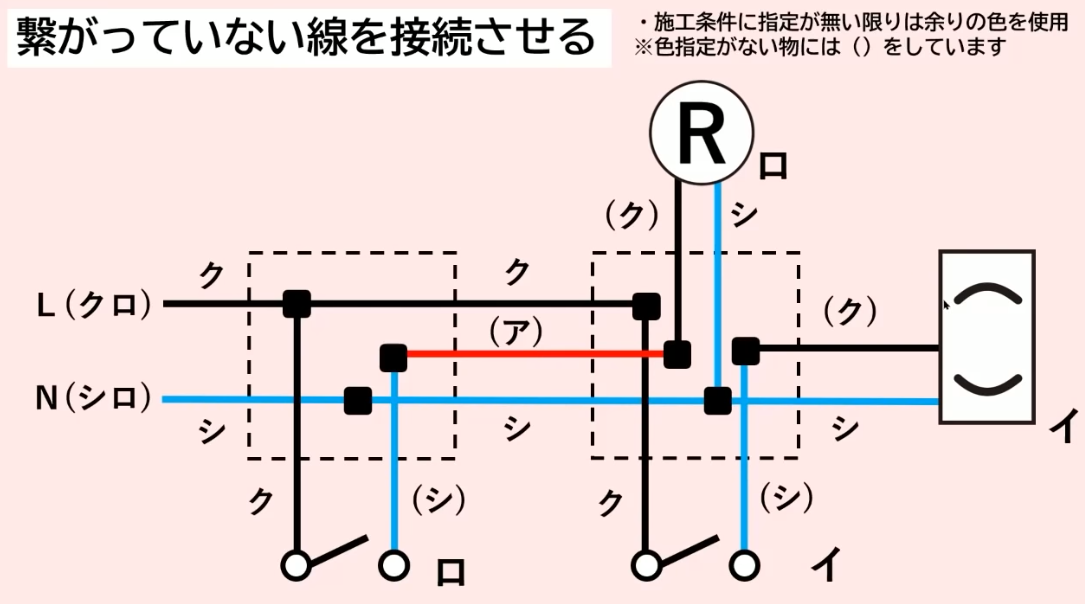 繋がっていない線を接続させる
・施工条件に指定が無い限りは余りの色を使用
※色指定がない物には（）をしています
R
ロ
(ク)
シ
ク
ク
L(クロ)
(ア)
(ク)
N(シロ)
シ
シ
シ
イ
ク
(シ)
ク
(シ)
ロ
イ